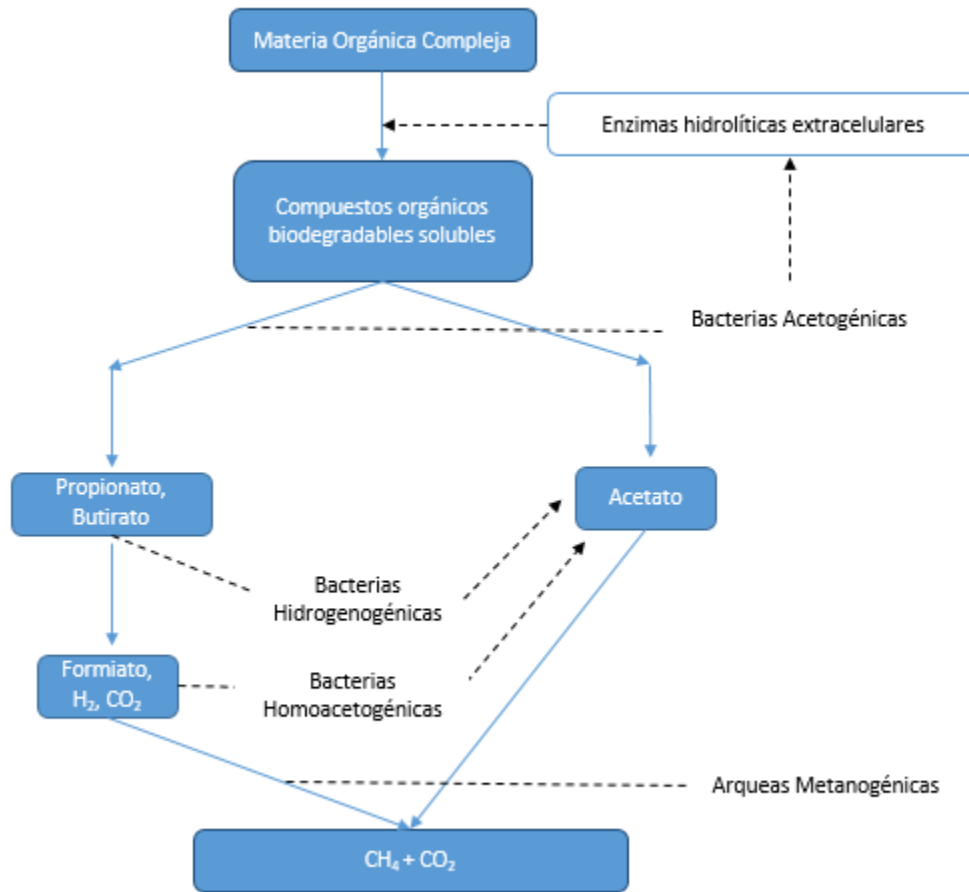 Materia Orgánica Compleja
Enzimas hidrolíticas extracelulares
Compuestos orgánicos
biodegradables solubles
Bacterias Acetogénicas
Propionato,
Butirato
Acetato
Bacterias
Hidrogenogénicas
Formiato,
H₂, CO₂
Bacterias
Homoacetogénicas
Arqueas Metanogénicas
CH₄ + CO₂